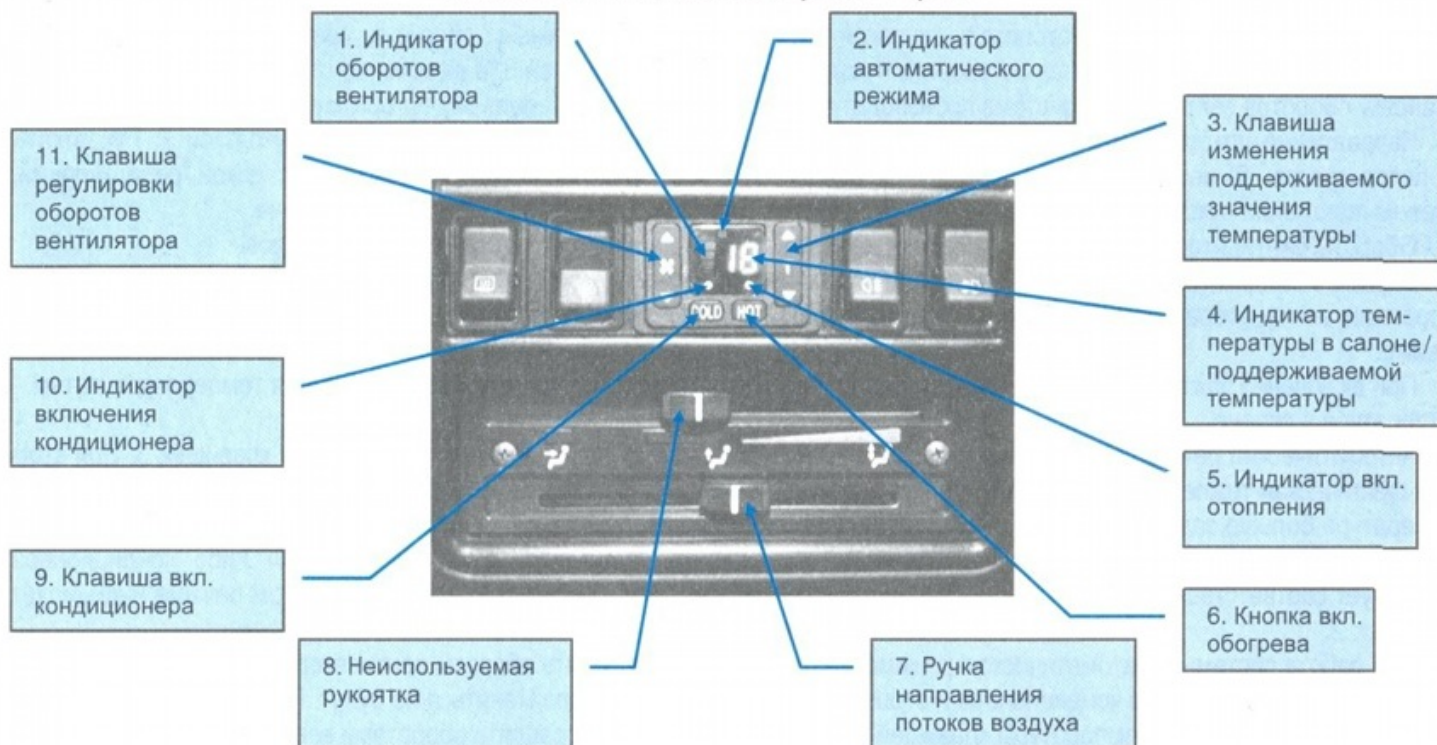 1. Индикатор
оборотов
вентилятора
2. Индикатор
автоматического
режима
3. Клавиша
изменения
поддерживаемого
значения
температуры
4. Индикатор тем-
пературы в салоне/
поддерживаемой
температуры
5. Индикатор вкл.
отопления
6. Кнопка вкл.
обогрева
7. Ручка
направления
потоков воздуха
8. Неиспользуемая
рукоятка
9. Клавиша вкл.
кондиционера
10. Индикатор
включения
кондиционера
11. Клавиша
регулировки
оборотов
вентилятора
18
COLD
HOT